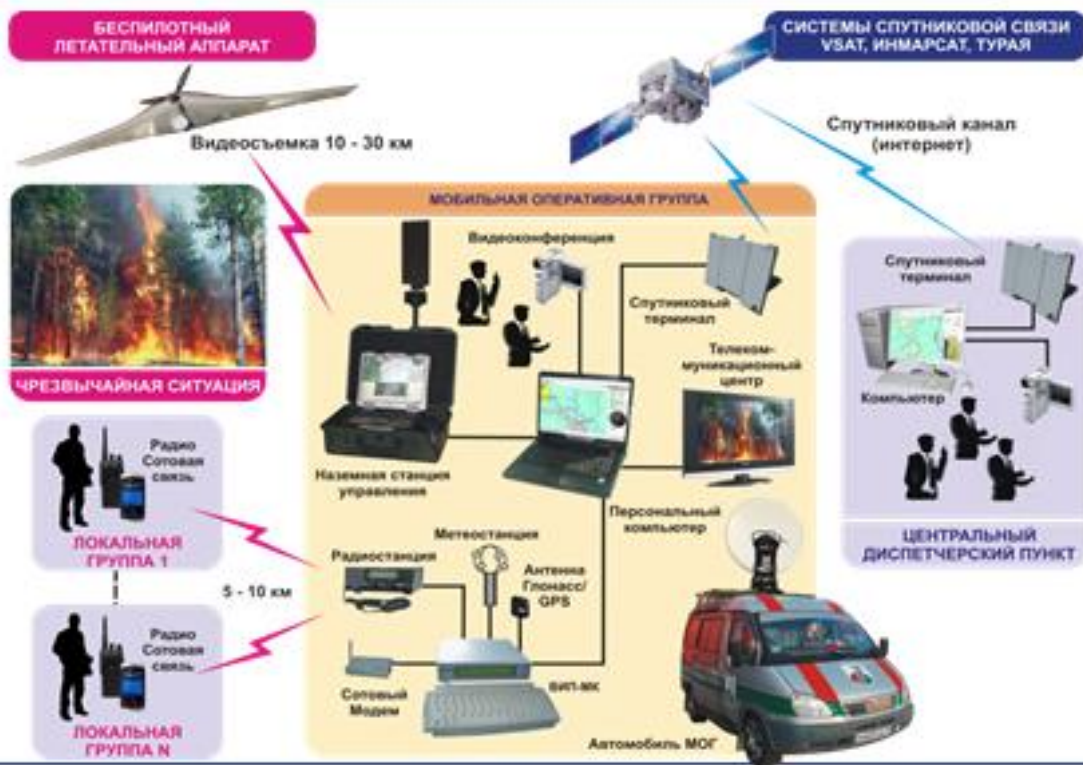 БЕСПИЛОТНЫЙ
ЛЕТАТЕЛЬНЫЙ АППАРАТ
СИСТЕМЫ СПУТНИКОВОЙ СВЯЗИ
VSAT, ИНМАРСАТ, ТУРАЯ
Видеосъемка 10 - 30 км
Спутниковый канал
(интернет)
МОБИЛЬНАЯ ОПЕРАТИВНАЯ ГРУППА
Видеоконференция
Спутниковый
терминал
Спутниковый
терминал
ЧРЕЗВЫЧАЙНАЯ СИТУАЦИЯ
Телеком-
муникационный
центр
Компьютер
Радио
Сотовая
связь
ЛОКАЛЬНАЯ
ГРУППА 1
Наземная станция
управления
Персональный
компьютер
ЦЕНТРАЛЬНЫЙ
ДИСПЕТЧЕРСКИЙ ПУНКТ
Метеостанция
Радиостанция
Антенна
Глонасс/
GPS
5 - 10 км
Радио
Сотовая
связь
ЛОКАЛЬНАЯ
ГРУППА N
Сотовый
Модем
БИП-МК
Автомобиль МОГ